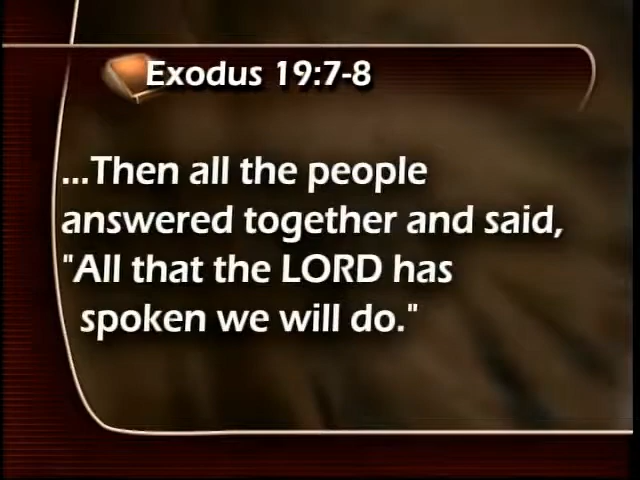 Exodus 19:7-8
...Then all the people
answered together and said,
"All that the LORD has
spoken we will do."